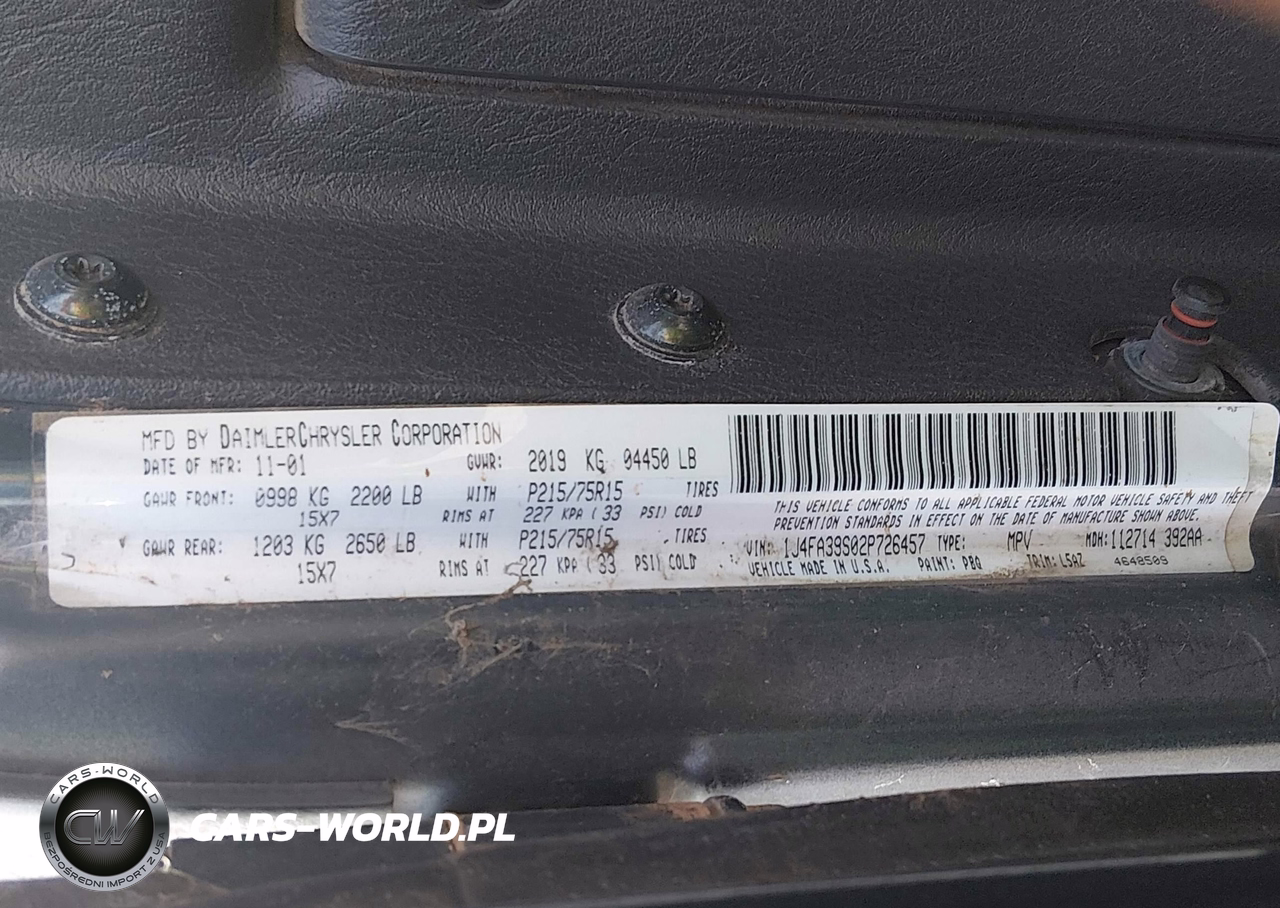 MFD BY DAIMLERCHRYSLER CORPORATION
DATE OF MFR: 11-01 GVWR: 2019 KG 04450 LB
GAWR FRONT: 0998 KG 2200 LB WITH P215/75R15 TIRES
15X7 RIMS AT 227 KPA ( 33 PSI) COLD
GAWR REAR: 1203 KG 2650 LB WITH P215/75R15 TIRES
15X7 RIMS AT 227 KPA ( 33 PSI) COLD
THIS VEHICLE CONFORMS TO ALL APPLICABLE FEDERAL MOTOR VEHICLE SAFETY AND THEFT
PREVENTION STANDARDS IN EFFECT ON THE DATE OF MANUFACTURE SHOWN ABOVE.
VIN: 1J4FA39S02P726457 TYPE: MPV MDH: 112714 392AA
VEHICLE MADE IN U.S.A. PAINT: PBQ TRIM: L5AZ 4648509
CARS-WORLD
CW
BEZPOŚREDNI IMPORT Z USA
CARS-WORLD.PL